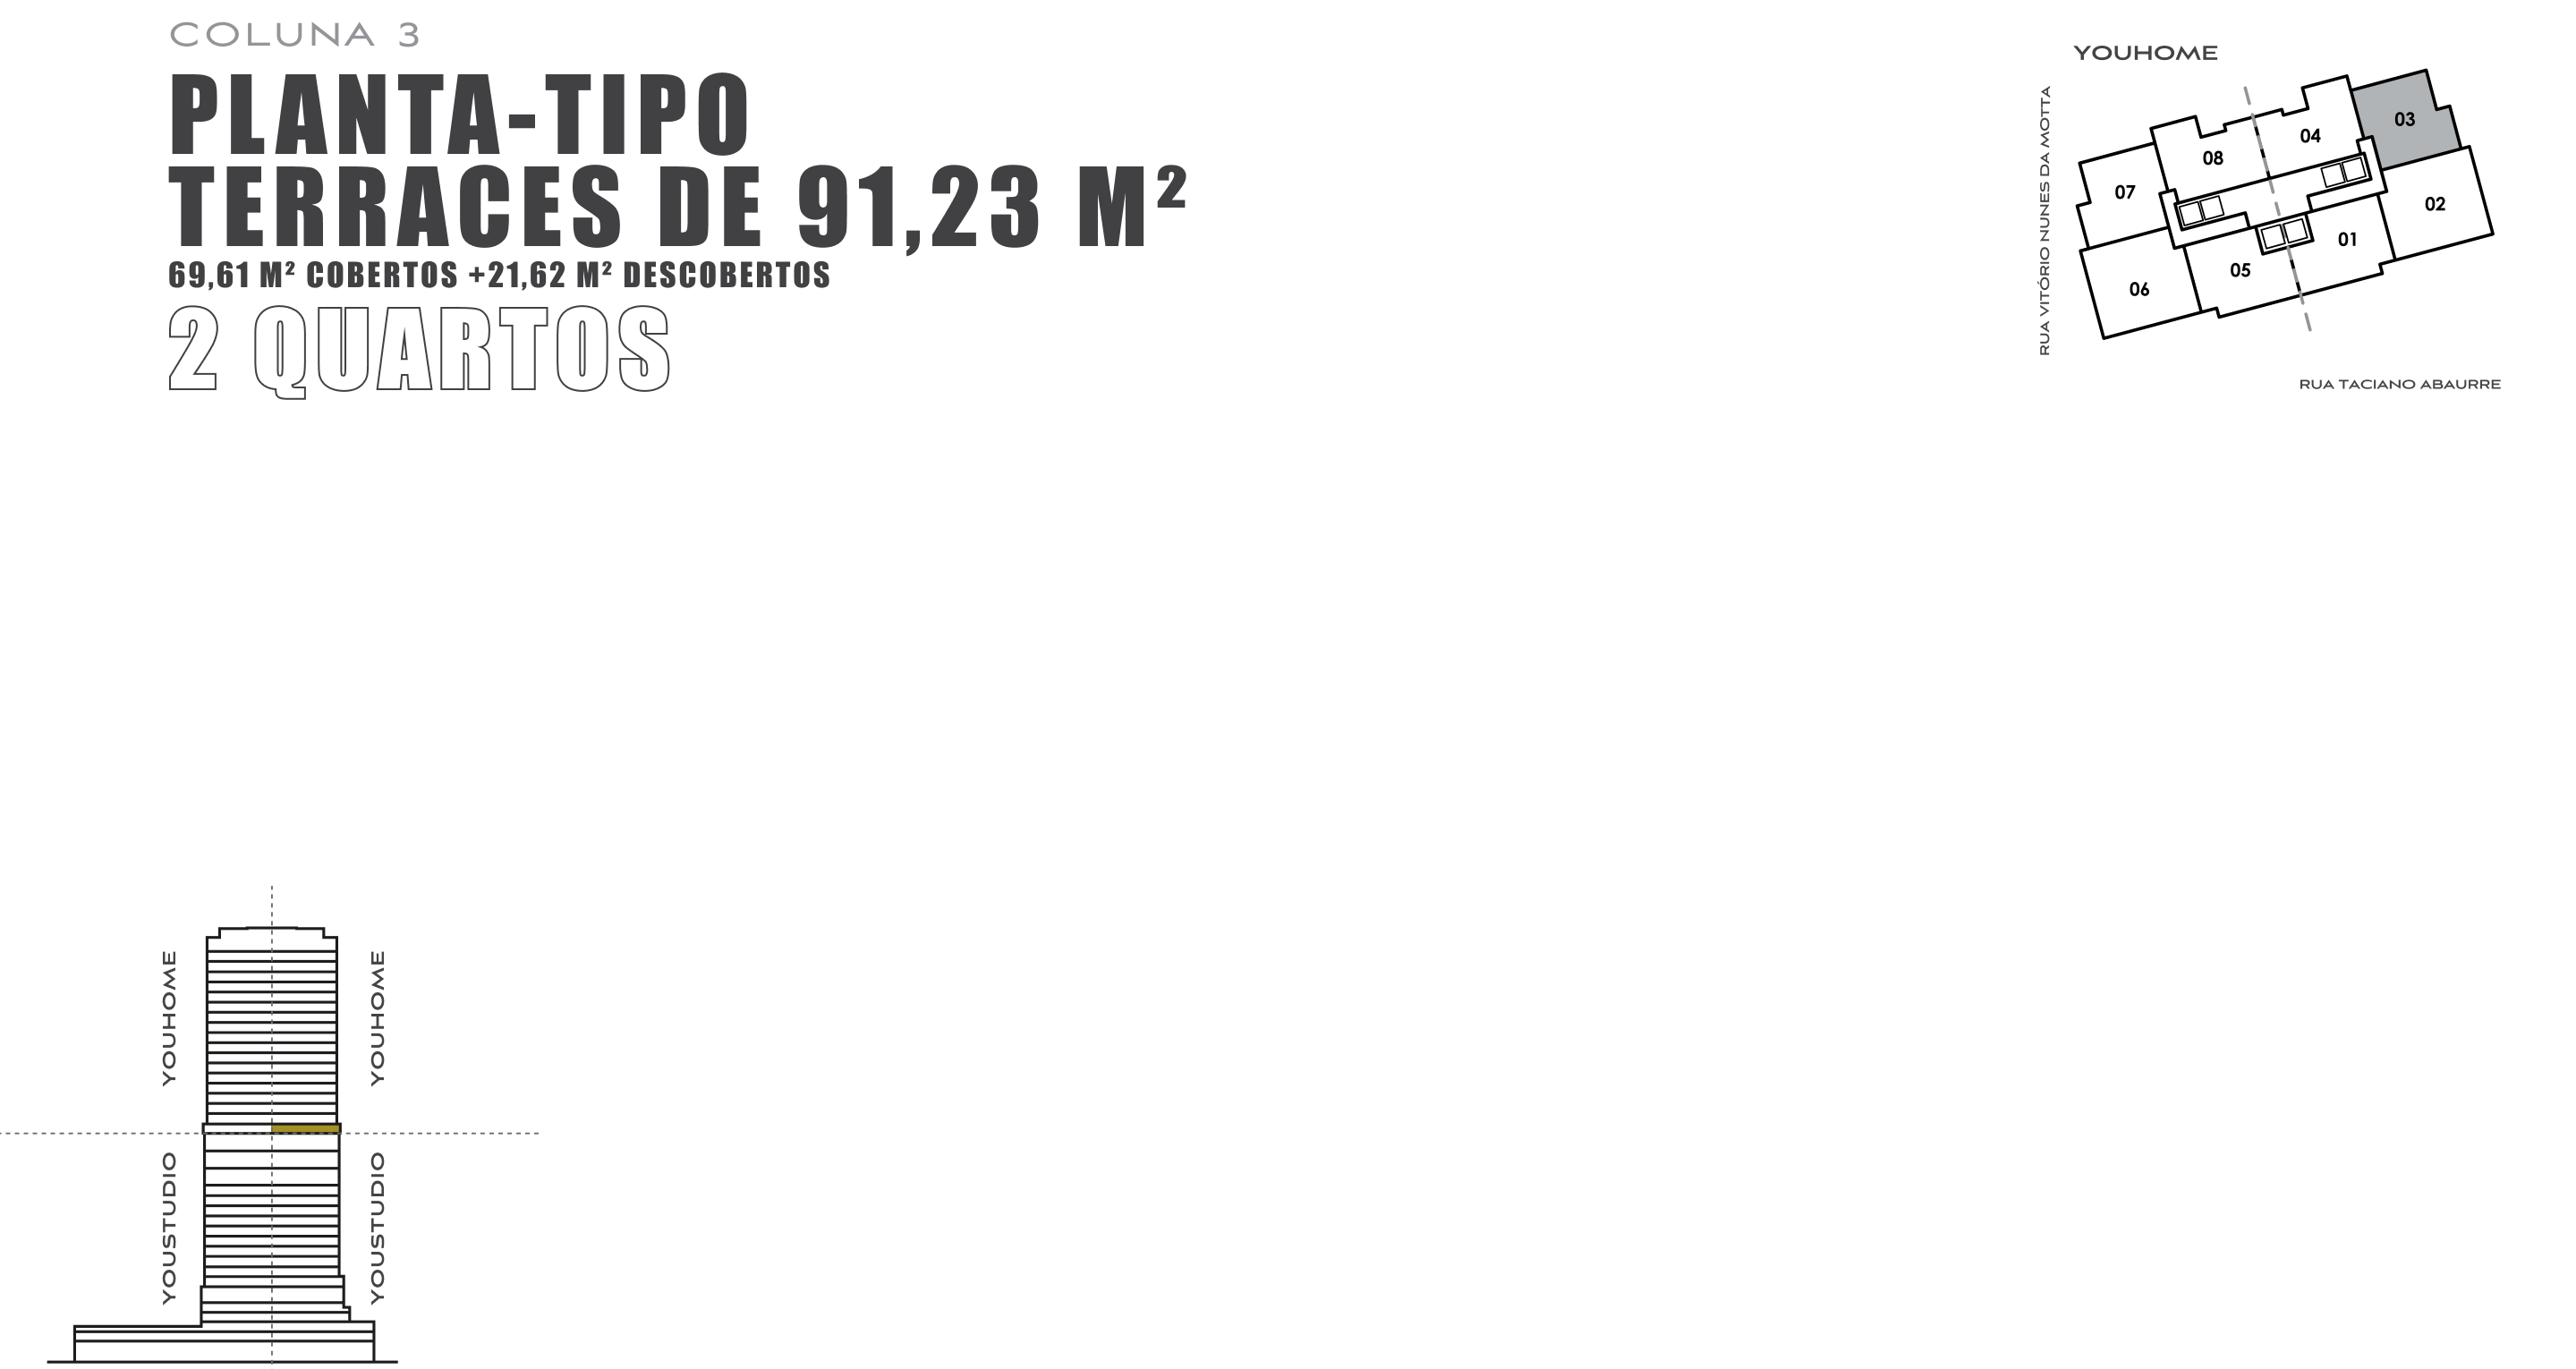 COLUNA 3
PLANTA-TIPO
TERRACES DE 91,23 M²
69,61 M² COBERTOS +21,62 M² DESCOBERTOS
2 QUARTOS
YOUHOME
RUA VITÓRIO NUNES DA MOTTA
03
04
08
07
02
01
05
06
RUA TACIANO ABAURRE
YOUHOME
YOUHOME
YOUSTUDIO
YOUSTUDIO